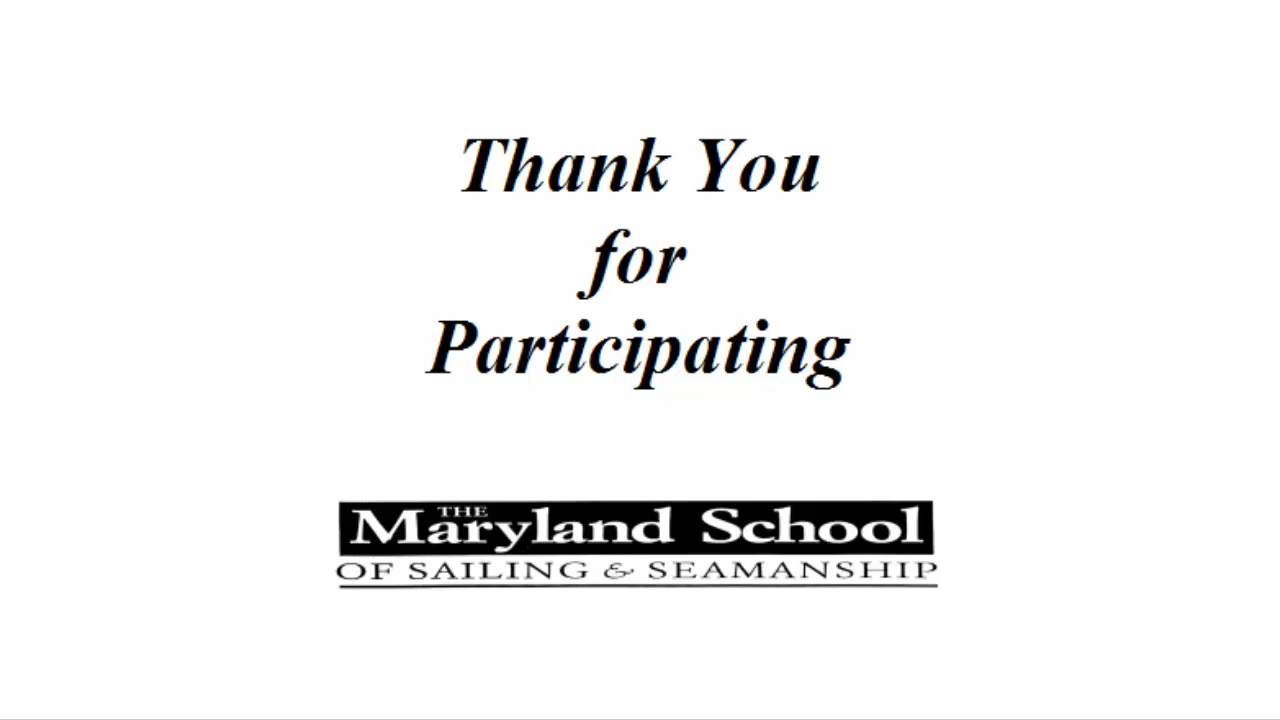 Thank You
for
Participating
THE
Maryland School
OF SAILING & SEAMANSHIP